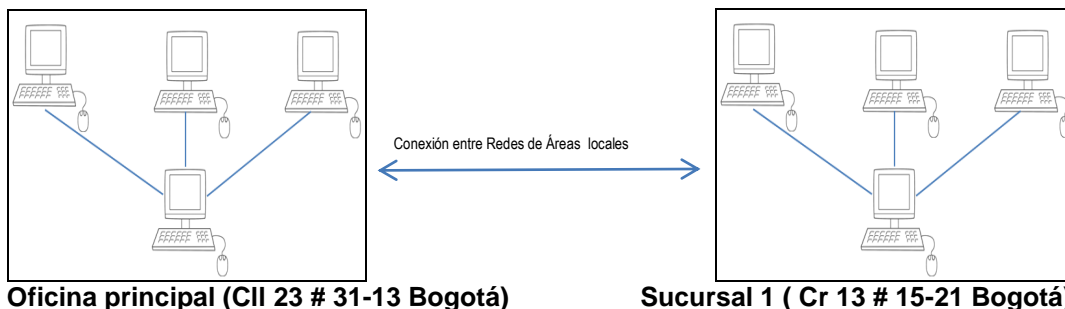 Conexión entre Redes de Áreas locales
Oficina principal (Cll 23 # 31-13 Bogotá)
Sucursal 1 ( Cr 13 # 15-21 Bogotá)